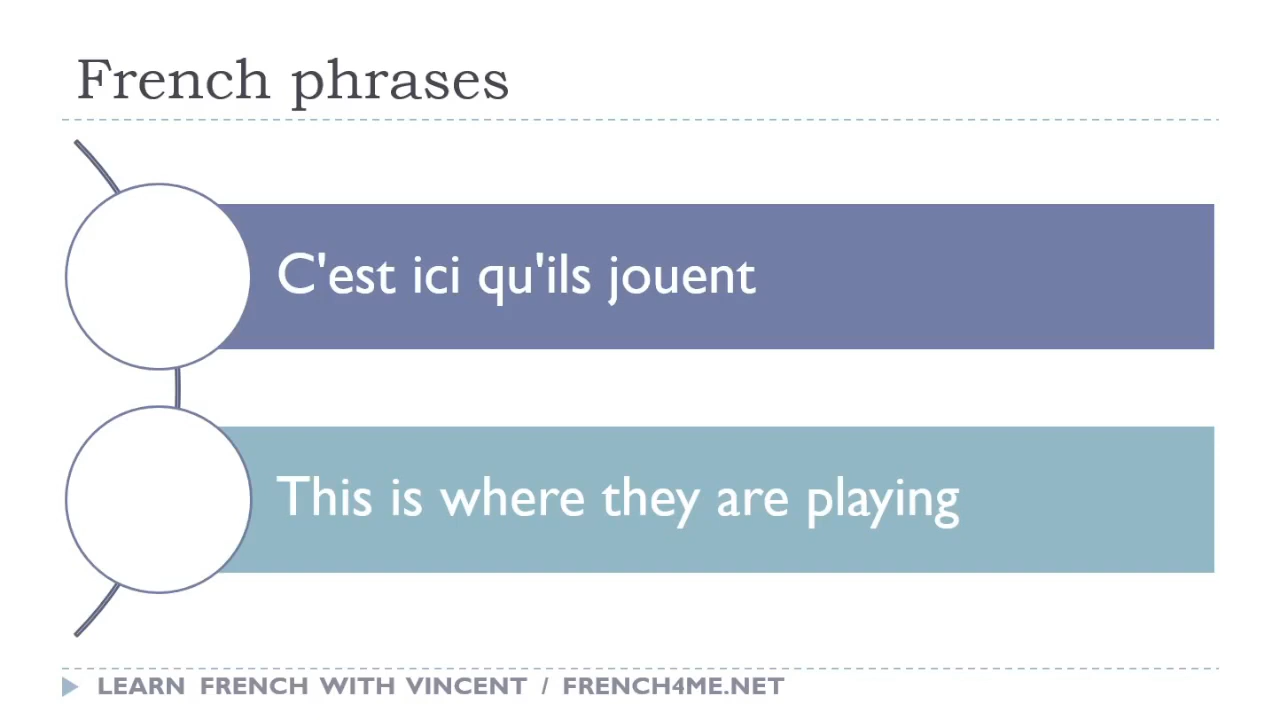 French phrases
C'est ici qu'ils jouent
This is where they are playing
LEARN FRENCH WITH VINCENT / FRENCH4ME.NET